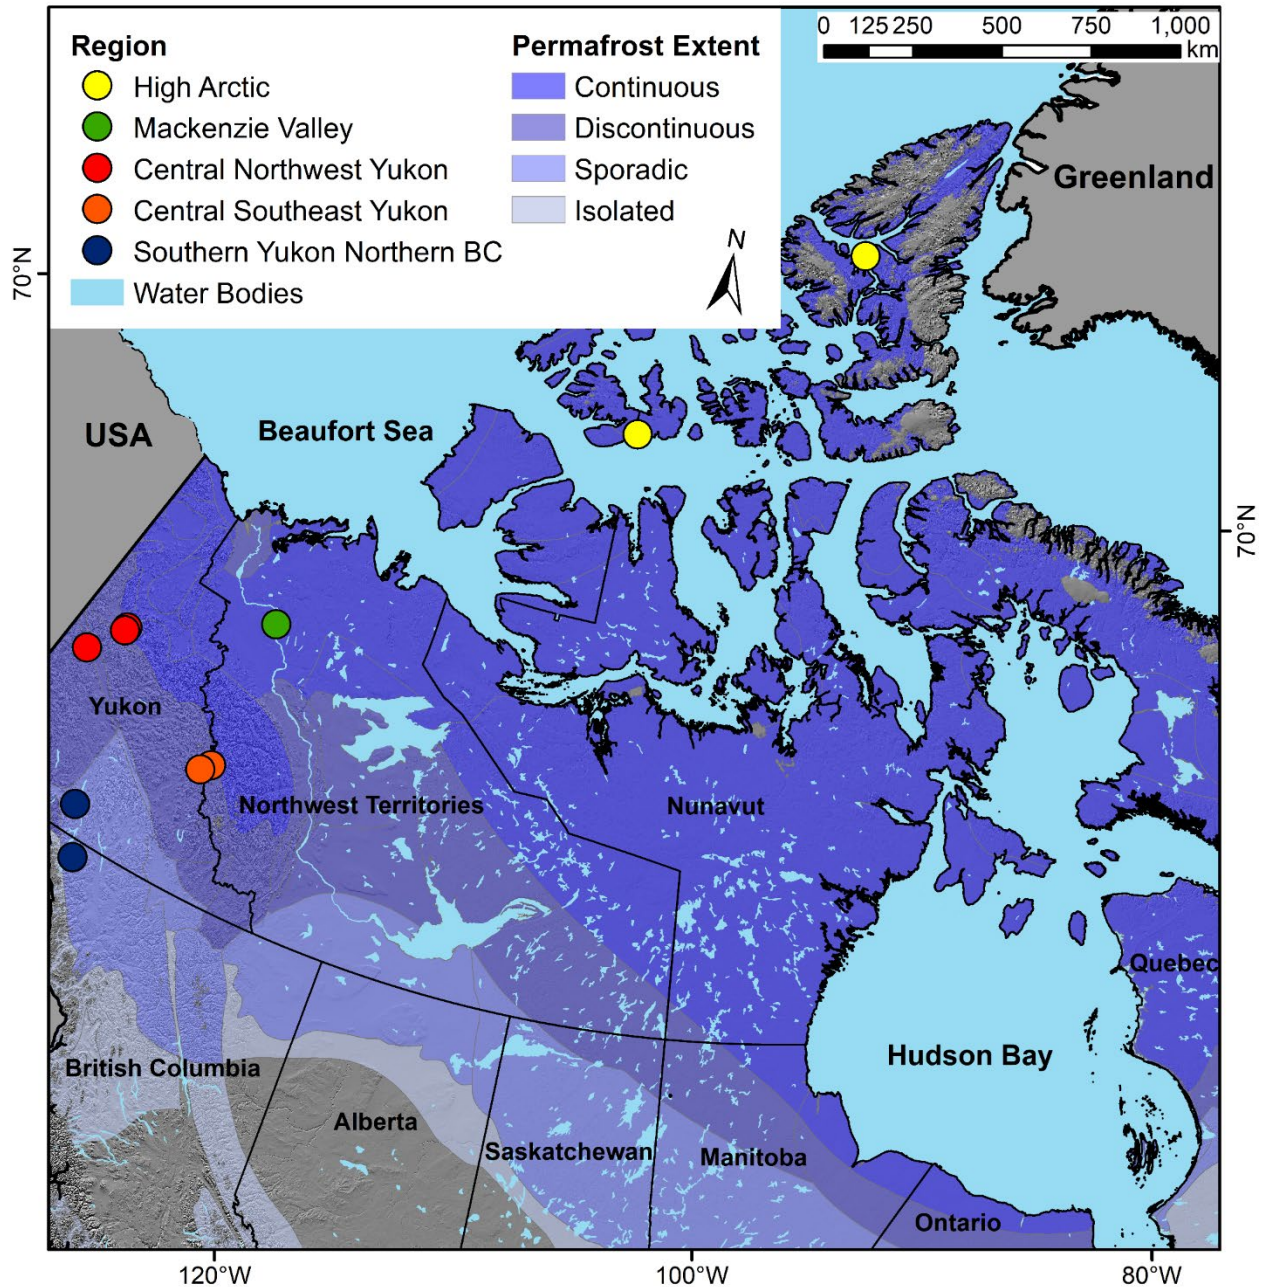 Region
High Arctic
Mackenzie Valley
Central Northwest Yukon
Central Southeast Yukon
Southern Yukon Northern BC
Water Bodies
Permafrost Extent
Continuous
Discontinuous
Sporadic
Isolated
N
0 125 250 500 750 1,000
km
Greenland
70°N
USA
Beaufort Sea
70°N
Yukon
Northwest Territories
Nunavut
Quebec
British Columbia
Hudson Bay
Alberta
Saskatchewan
Manitoba
Ontario
120°W
100°W
80°W